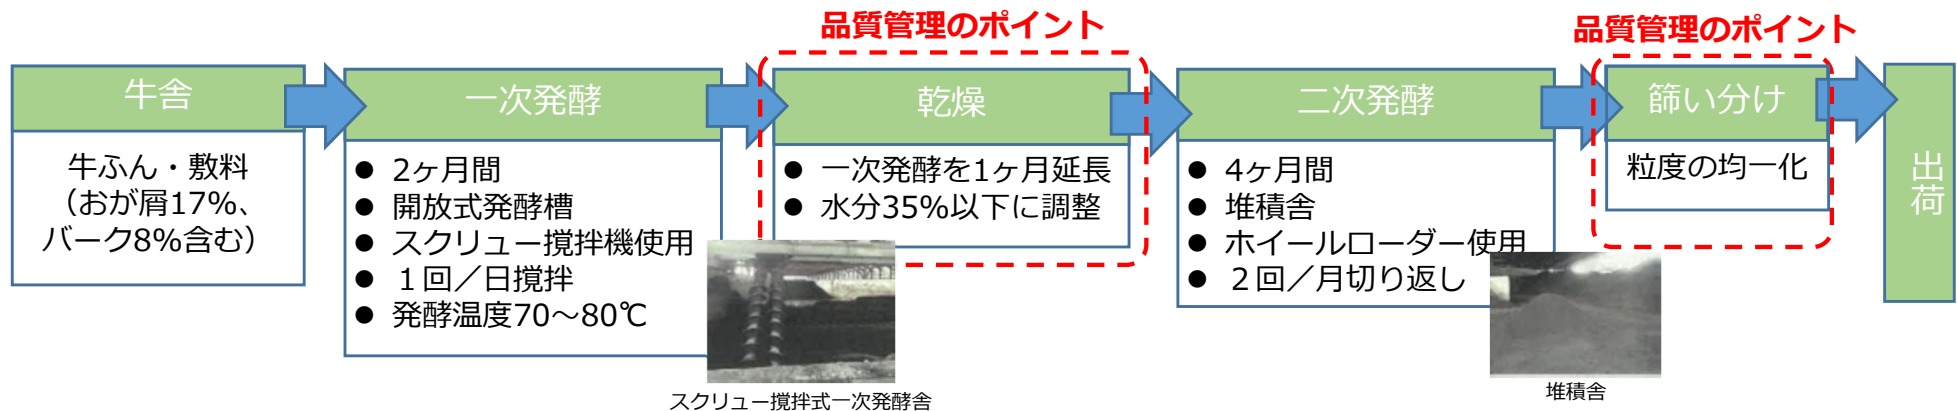 品質管理のポイント
品質管理のポイント
牛舎
牛ふん・敷料
（おが屑17%、
バーク8%含む）
一次発酵
● 2ヶ月間
● 開放式発酵槽
● スクリュー撹拌機使用
● １回／日撹拌
● 発酵温度70～80℃
スクリュー撹拌式一次発酵舎
乾燥
● 一次発酵を1ヶ月延長
● 水分35%以下に調整
二次発酵
● 4ヶ月間
● 堆積舎
● ホイールローダー使用
● ２回／月切り返し
堆積舎
篩い分け
粒度の均一化
出荷